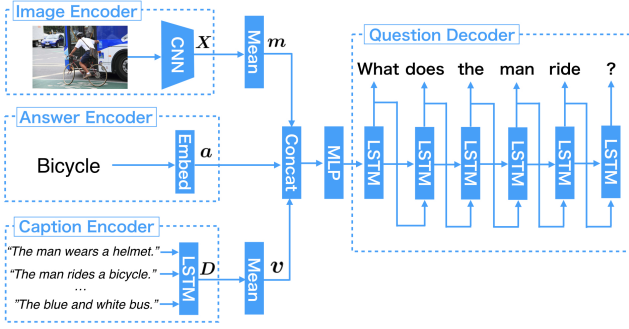 Image Encoder
CNN
X
Mean
m
Answer Encoder
Bicycle
Embed
a
Caption Encoder
“The man wears a helmet.”
“The man rides a bicycle.”
...
”The blue and white bus.”
LSTM
D
Mean
v
Concat
MLP
Question Decoder
What does the man ride ?
LSTM
LSTM
LSTM
LSTM
LSTM
LSTM